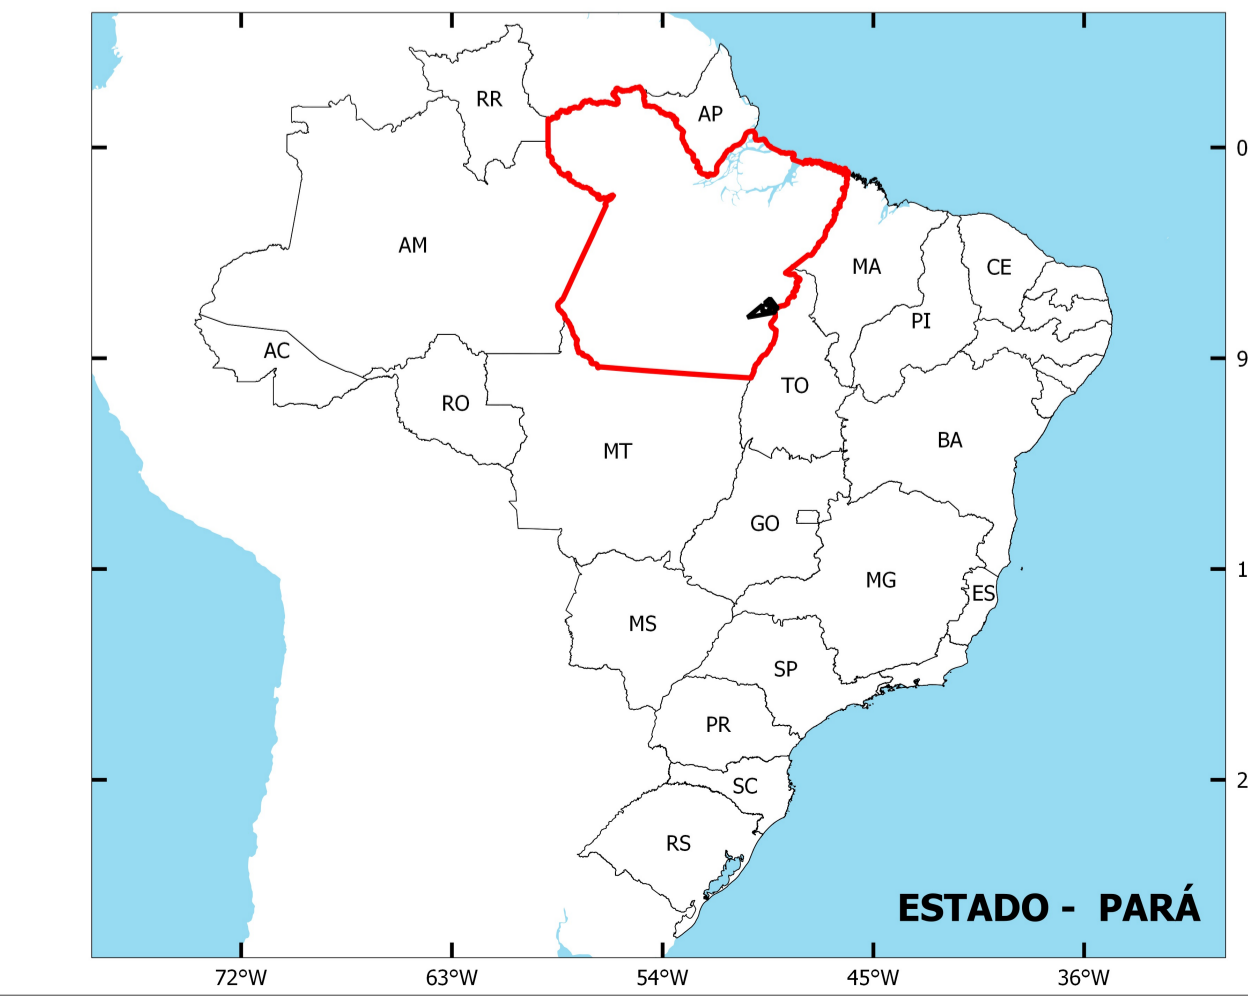 RR
AP
0
AM
MA
CE
PI
AC
9
TO
RO
BA
MT
GO
1
MG
ES
MS
SP
PR
2
SC
RS
ESTADO - PARÁ
72°W 63°W 54°W 45°W 36°W